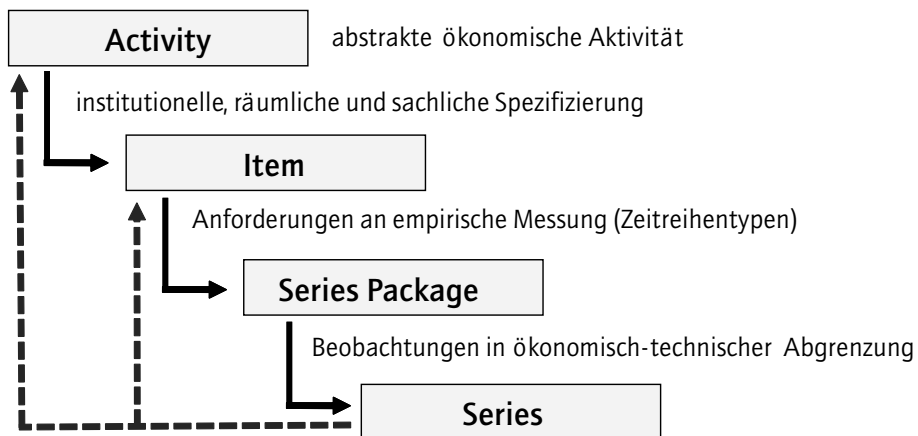 Activity
abstrakte ökonomische Aktivität
institutionelle, räumliche und sachliche Spezifizierung
Item
Anforderungen an empirische Messung (Zeitreihentypen)
Series Package
Beobachtungen in ökonomisch-technischer Abgrenzung
Series